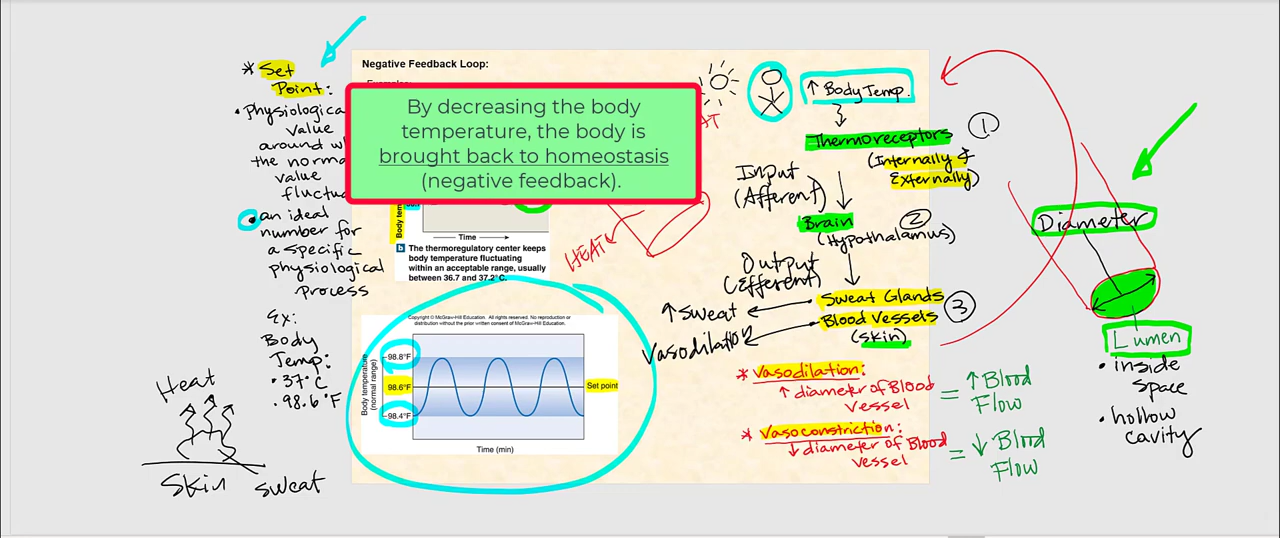 * Set
Point:
• Physiological
value
around w
the norma
value
fluctua
• an ideal
number for
a specific
physiological
process
Ex:
Body
Temp:
• 37°C
• 98.6°F
Heat
Skin
sweat
Negative Feedback Loop:
By decreasing the body
temperature, the body is
brought back to homeostasis
(negative feedback).
Body tem
Time
b The thermoregulatory center keeps
body temperature fluctuating
within an acceptable range, usually
between 36.7 and 37.2°C.
HEAT
Copyright © McGraw-Hill Education. All rights reserved. No reproduction or
distribution without the prior written consent of McGraw-Hill Education.
Body temperature
(normal range)
98.8°F
98.6°F
98.4°F
Set point
Time (min)
↑ Body Temp.
Thermoreceptors
(Internally &
Externally)
1
Input
(Afferent)
Brain
(Hypothalamus)
2
Output
(Efferent)
Sweat Glands
Blood Vessels
(skin)
3
↑ Sweat
Vasodilation
* Vasodilation:
↑ diameter of Blood
Vessel
= ↑ Blood
Flow
* Vasoconstriction:
↓ diameter of Blood
Vessel
= ↓ Blood
Flow
Diameter
Lumen
• inside
space
• hollow
cavity